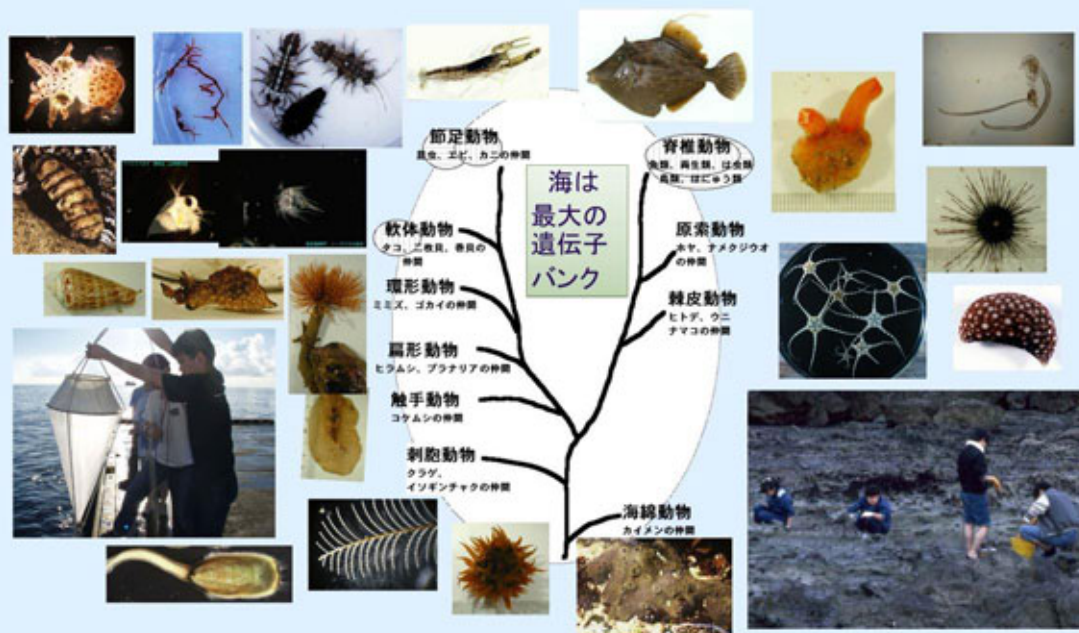 節足動物
昆虫、エビ、カニの仲間
脊椎動物
魚類、両生類、は虫類
鳥類、ほにゅう類
海は
最大の
遺伝子
バンク
軟体動物
タコ、二枚貝、巻貝の
仲間
原索動物
ホヤ、ナメクジウオ
の仲間
環形動物
ミミズ、ゴカイの仲間
棘皮動物
ヒトデ、ウニ
ナマコの仲間
扁形動物
ヒラムシ、プラナリアの仲間
触手動物
コケムシの仲間
刺胞動物
クラゲ、
イソギンチャクの仲間
海綿動物
カイメンの仲間